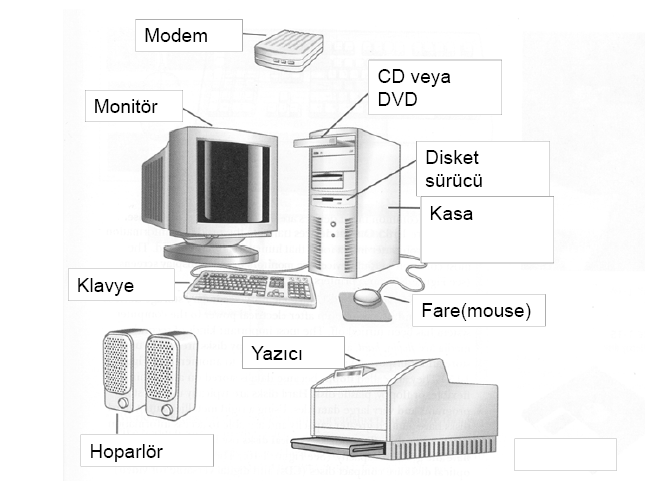 Modem
CD veya
DVD
Monitör
Disket
sürücü
Kasa
Klavye
Fare(mouse)
Yazıcı
Hoparlör